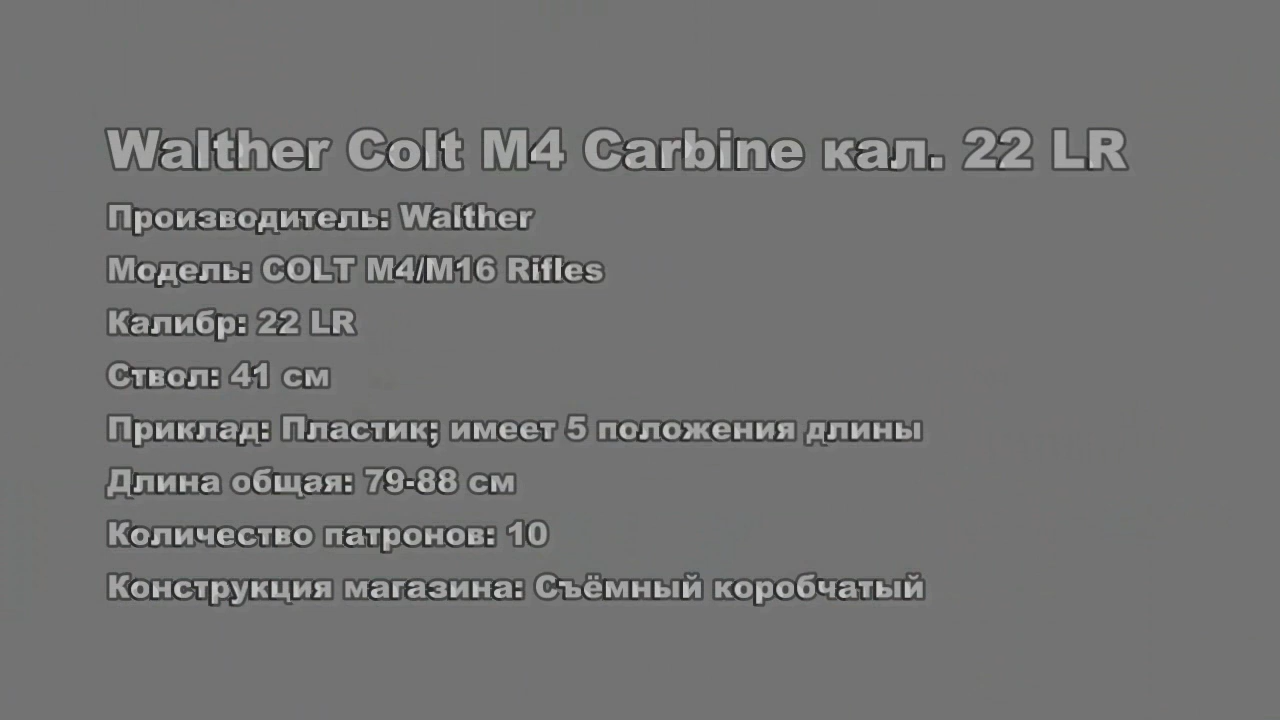 Walther Colt M4 Carbine кал. 22 LR
Производитель: Walther
Модель: COLT M4/M16 Rifles
Калибр: 22 LR
Ствол: 41 см
Приклад: Пластик; имеет 5 положения длины
Длина общая: 79-88 см
Количество патронов: 10
Конструкция магазина: Съёмный коробчатый